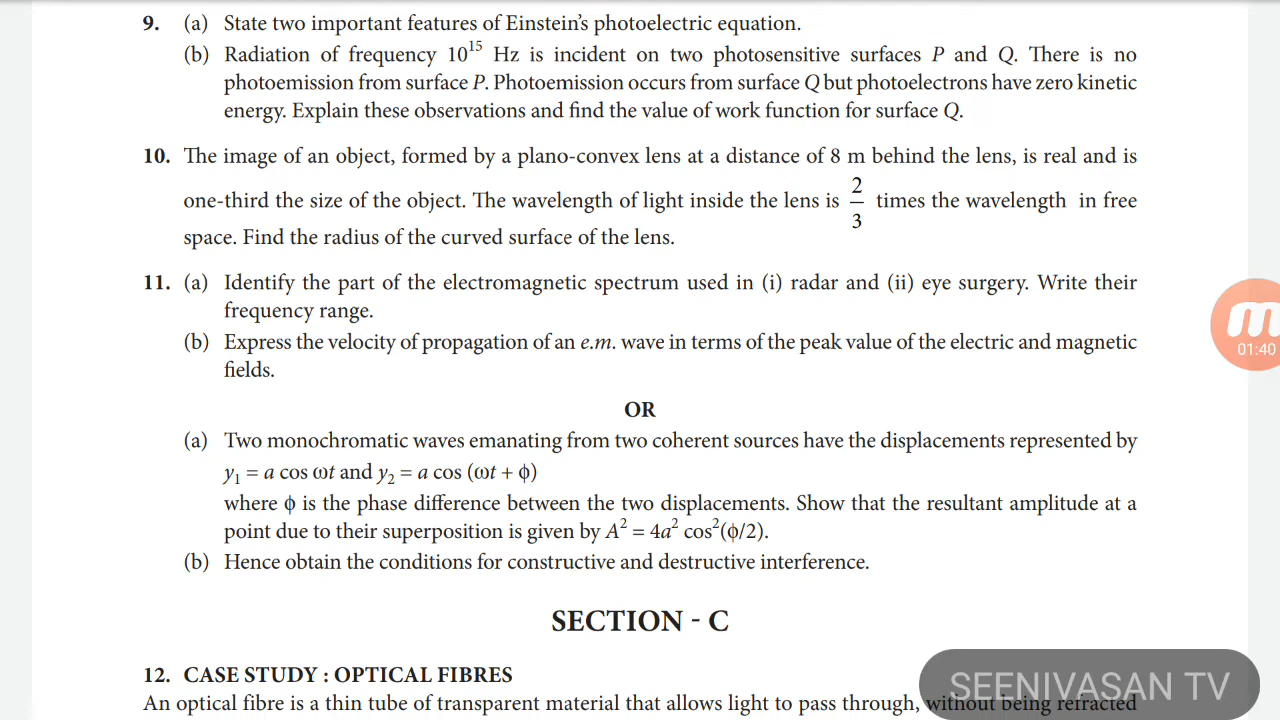 9. (a) State two important features of Einstein's photoelectric equation.
(b) Radiation of frequency 10¹⁵ Hz is incident on two photosensitive surfaces P and Q. There is no
photoemission from surface P. Photoemission occurs from surface Q but photoelectrons have zero kinetic
energy. Explain these observations and find the value of work function for surface Q.
10. The image of an object, formed by a plano-convex lens at a distance of 8 m behind the lens, is real and is
one-third the size of the object. The wavelength of light inside the lens is 2/3 times the wavelength in free
space. Find the radius of the curved surface of the lens.
11. (a) Identify the part of the electromagnetic spectrum used in (i) radar and (ii) eye surgery. Write their
frequency range.
(b) Express the velocity of propagation of an e.m. wave in terms of the peak value of the electric and magnetic
fields.
01:40
OR
(a) Two monochromatic waves emanating from two coherent sources have the displacements represented by
y₁ = a cos ωt and y₂ = a cos (ωt + ϕ)
where ϕ is the phase difference between the two displacements. Show that the resultant amplitude at a
point due to their superposition is given by A² = 4a² cos²(ϕ/2).
(b) Hence obtain the conditions for constructive and destructive interference.
SECTION - C
12. CASE STUDY : OPTICAL FIBRES
An optical fibre is a thin tube of transparent material that allows light to pass through, without being refracted
SEENIVASAN TV